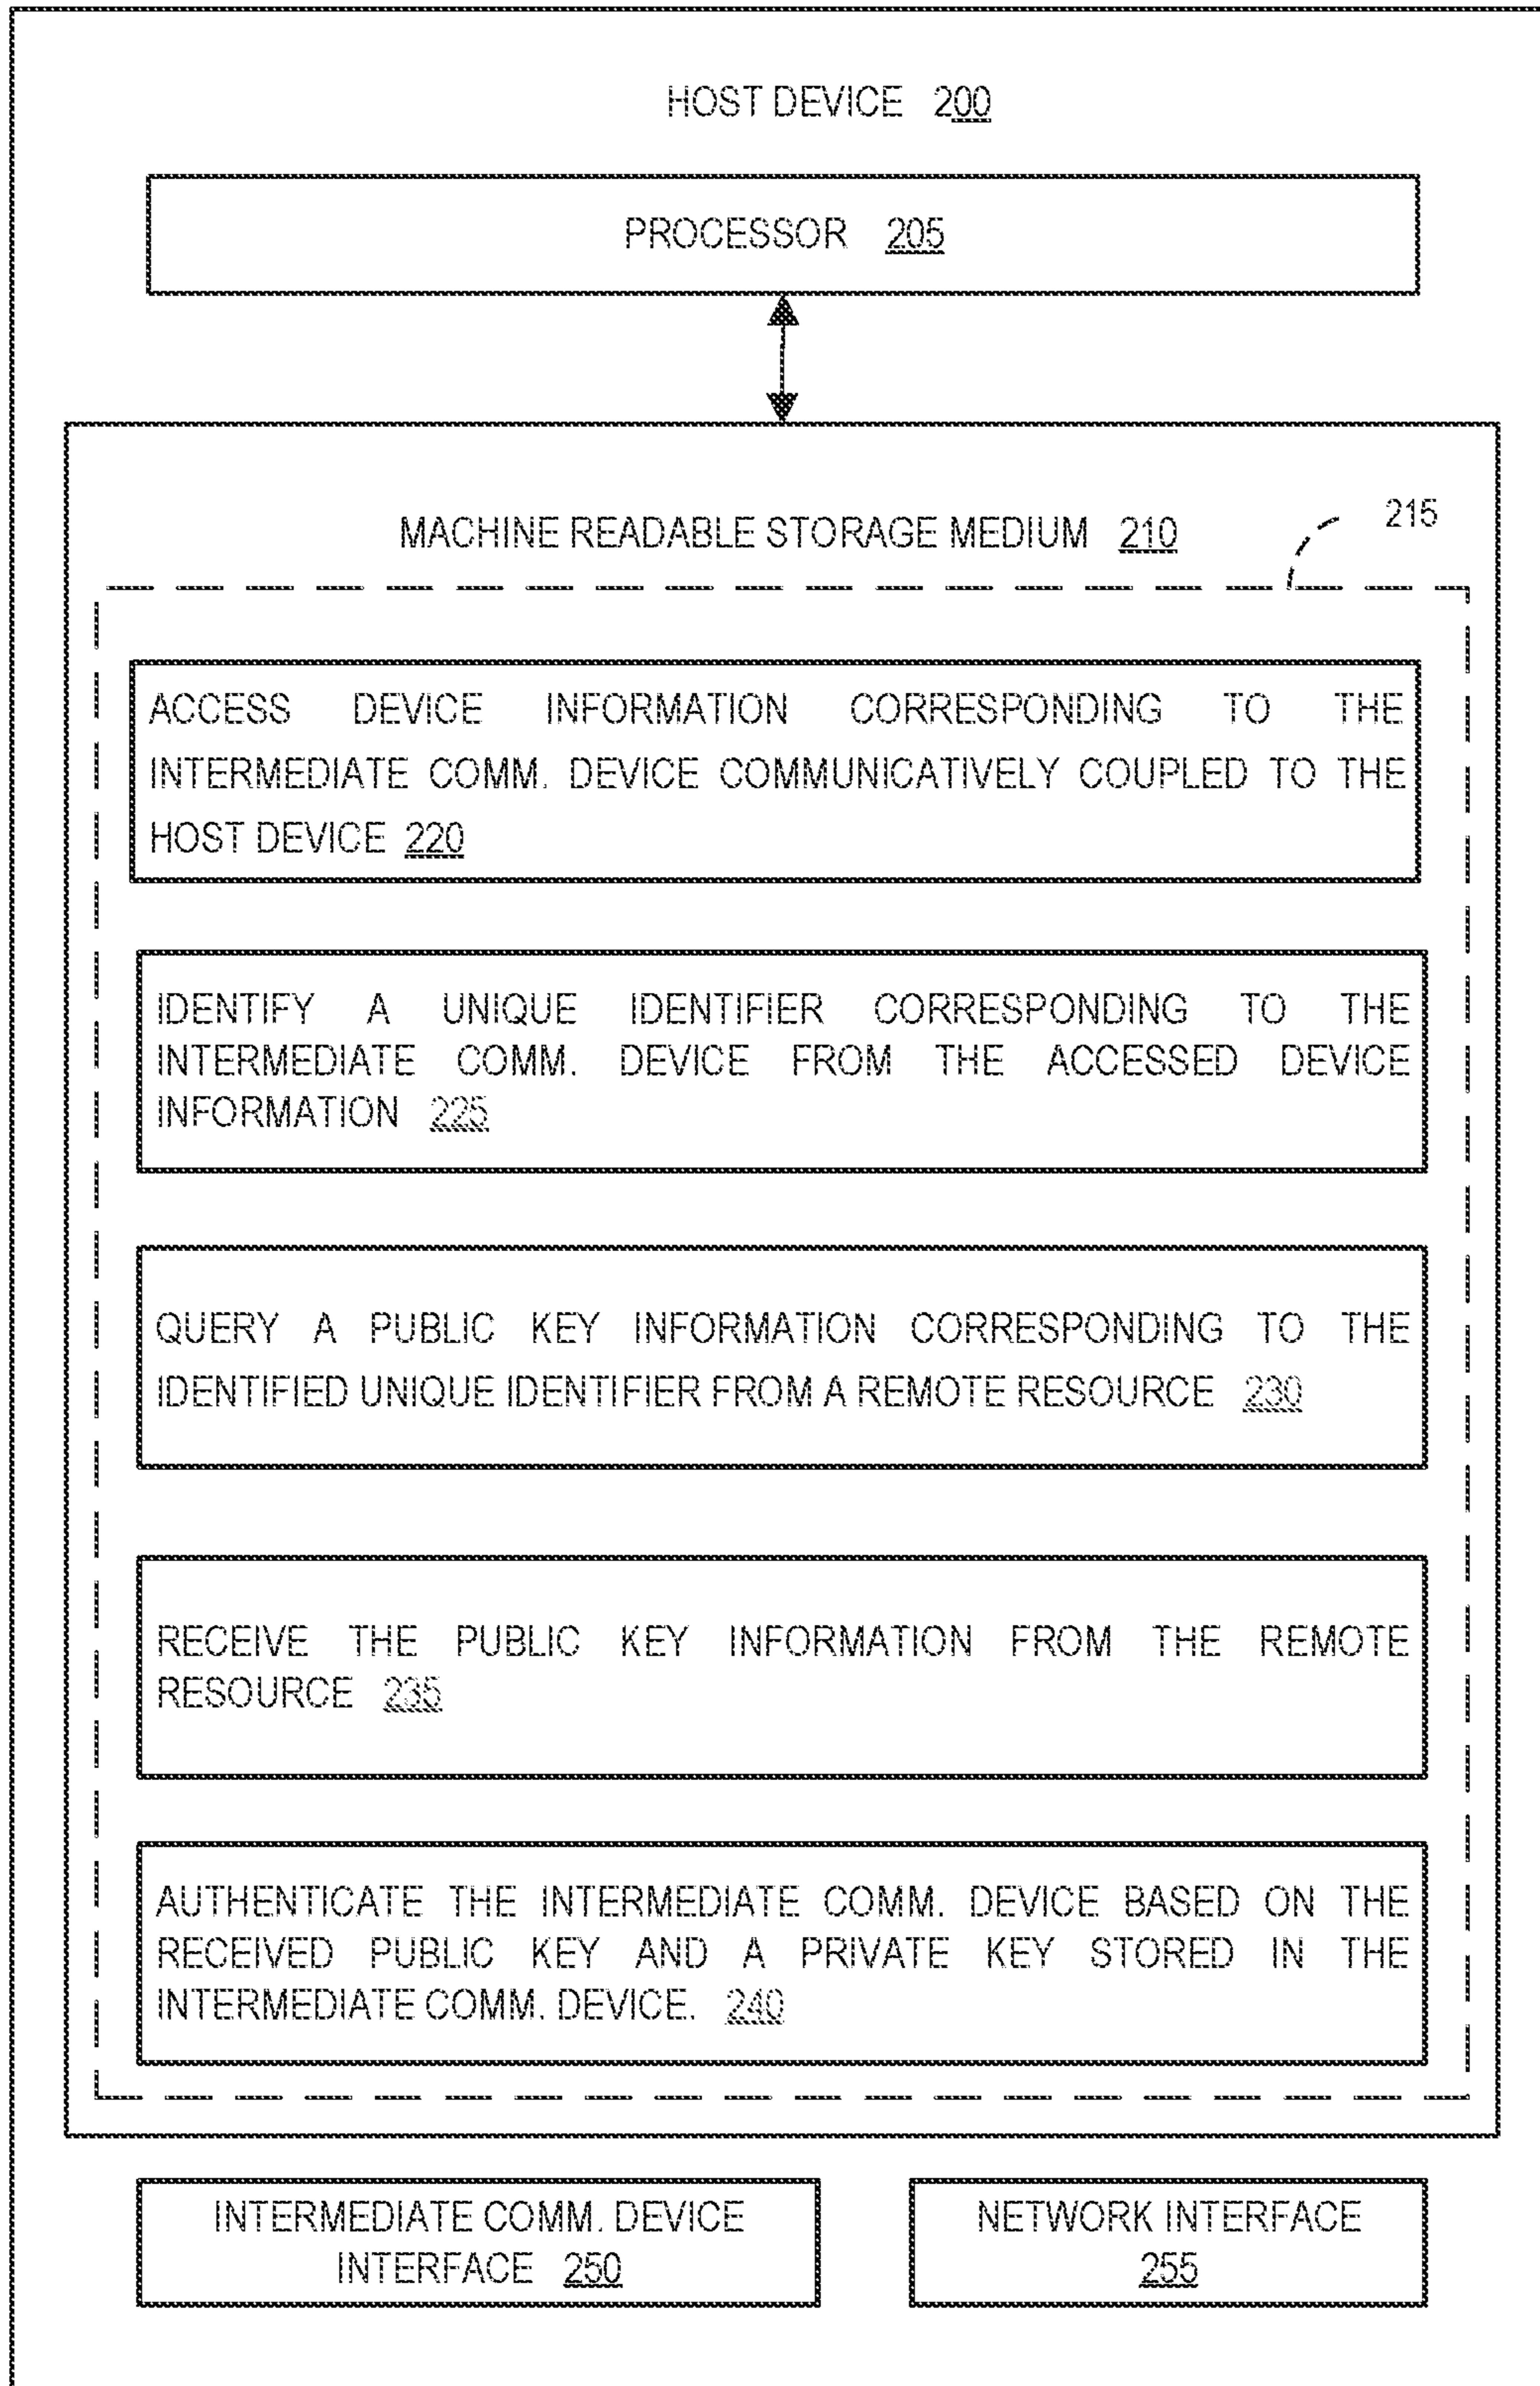 HOST DEVICE 200
PROCESSOR 205
MACHINE READABLE STORAGE MEDIUM 210
215
ACCESS DEVICE INFORMATION CORRESPONDING TO THE
INTERMEDIATE COMM. DEVICE COMMUNICATIVELY COUPLED TO THE
HOST DEVICE 220
IDENTIFY A UNIQUE IDENTIFIER CORRESPONDING TO THE
INTERMEDIATE COMM. DEVICE FROM THE ACCESSED DEVICE
INFORMATION 225
QUERY A PUBLIC KEY INFORMATION CORRESPONDING TO THE
IDENTIFIED UNIQUE IDENTIFIER FROM A REMOTE RESOURCE 230
RECEIVE THE PUBLIC KEY INFORMATION FROM THE REMOTE
RESOURCE 235
AUTHENTICATE THE INTERMEDIATE COMM. DEVICE BASED ON THE
RECEIVED PUBLIC KEY AND A PRIVATE KEY STORED IN THE
INTERMEDIATE COMM. DEVICE. 240
INTERMEDIATE COMM. DEVICE
INTERFACE 250
NETWORK INTERFACE
255